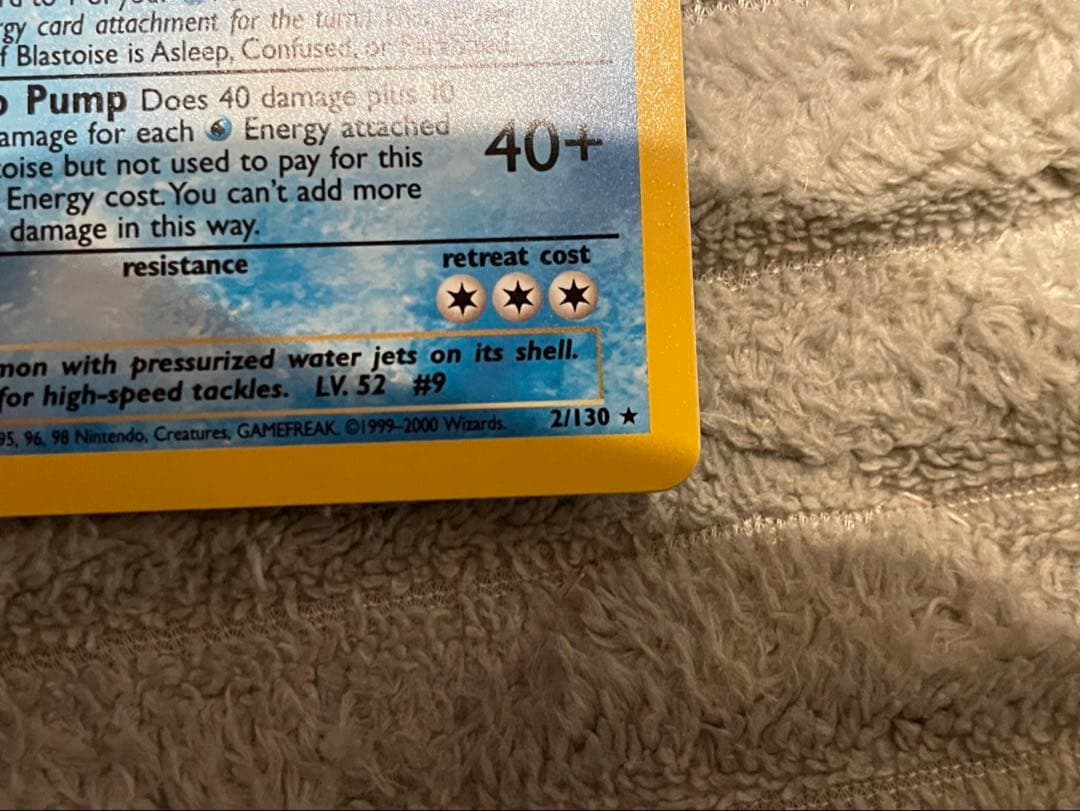 gy card attachment for the turn.)
f Blastoise is Asleep, Confused, or Paralyzed.
Pump Does 40 damage plus 10
amage for each Energy attached
oise but not used to pay for this
Energy cost. You can't add more
damage in this way.
40+
resistance
retreat cost
mon with pressurized water jets on its shell.
for high-speed tackles. LV. 52 #9
95, 96, 98 Nintendo, Creatures, GAMEFREAK. ©1999-2000 Wizards. 2/130 ★